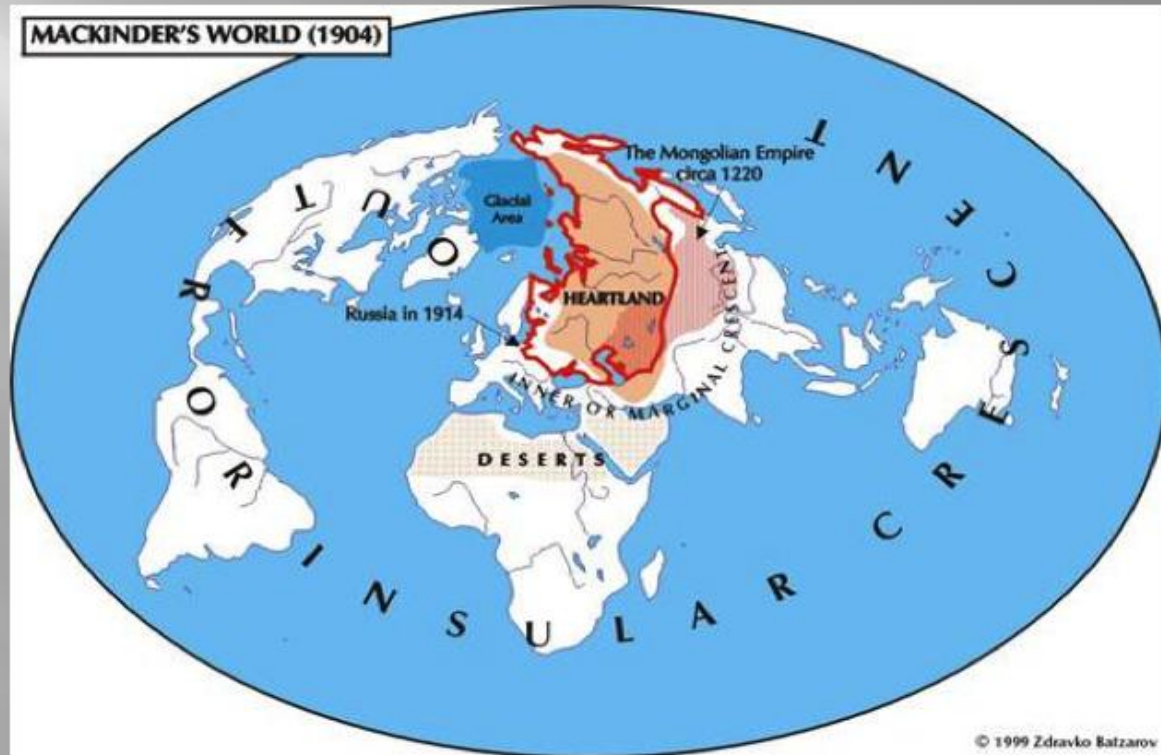 MACKINDER'S WORLD (1904)
The Mongolian Empire
circa 1220
Glacial
Area
HEARTLAND
Russia in 1914
INNER OR MARGINAL CRESCENT
DESERTS
OUTTER OR INSULAR CRESCENT
© 1999 Zdravko Batzarov